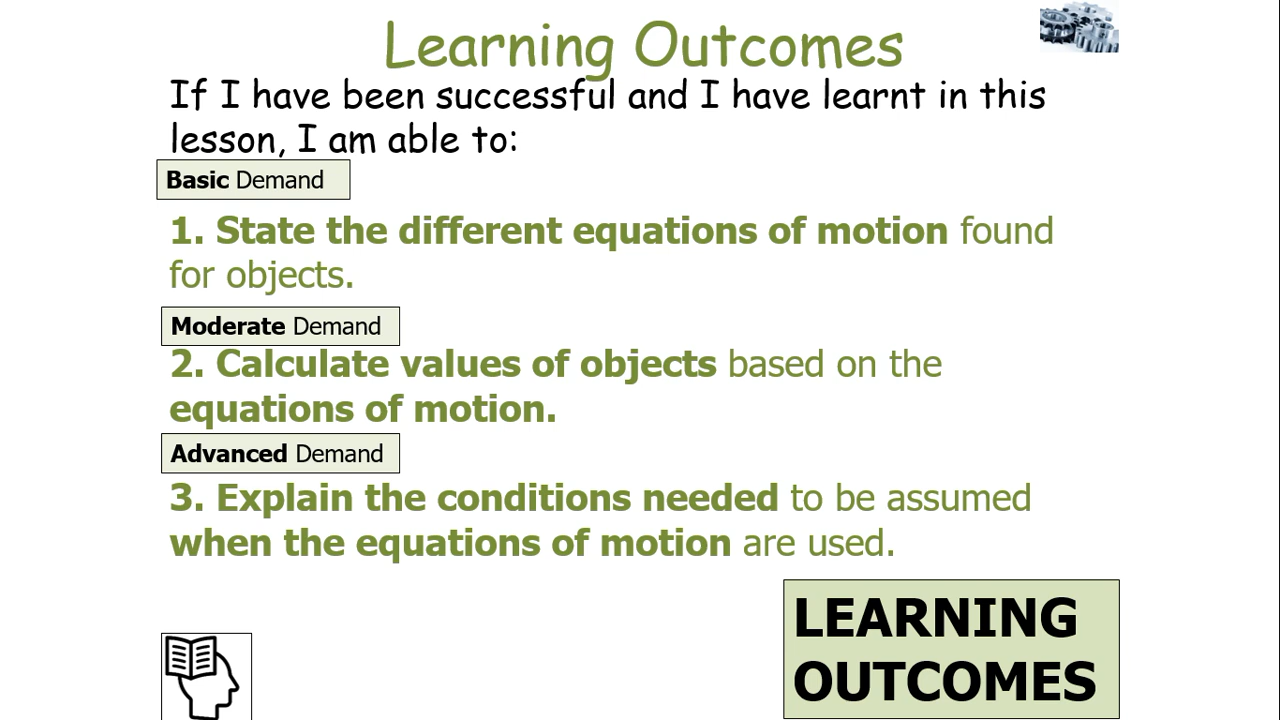 Learning Outcomes
If I have been successful and I have learnt in this
lesson, I am able to:
Basic Demand
1. State the different equations of motion found
for objects.
Moderate Demand
2. Calculate values of objects based on the
equations of motion.
Advanced Demand
3. Explain the conditions needed to be assumed
when the equations of motion are used.
LEARNING
OUTCOMES